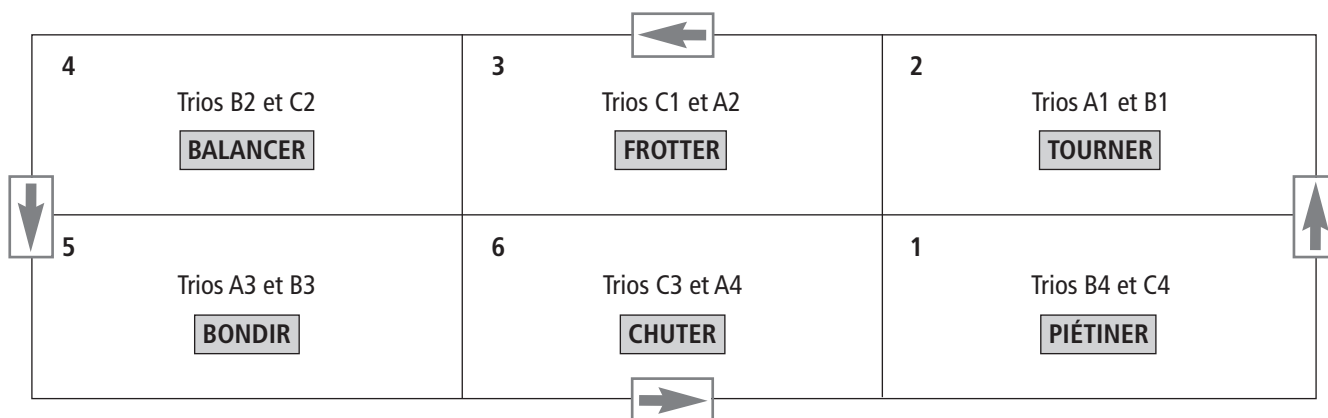 4
Trios B2 et C2
BALANCER
3
Trios C1 et A2
FROTTER
2
Trios A1 et B1
TOURNER
5
Trios A3 et B3
BONDIR
6
Trios C3 et A4
CHUTER
1
Trios B4 et C4
PIÉTINER